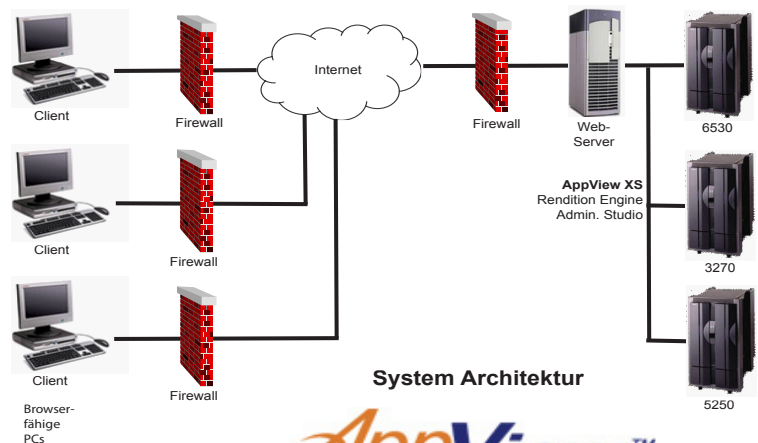 Internet
Client
Firewall
Firewall
Web-
Server
6530
AppView XS
Rendition Engine
Admin. Studio
Client
Firewall
3270
Client
Firewall
System Architektur
5250
Browser-
fähige
PCs